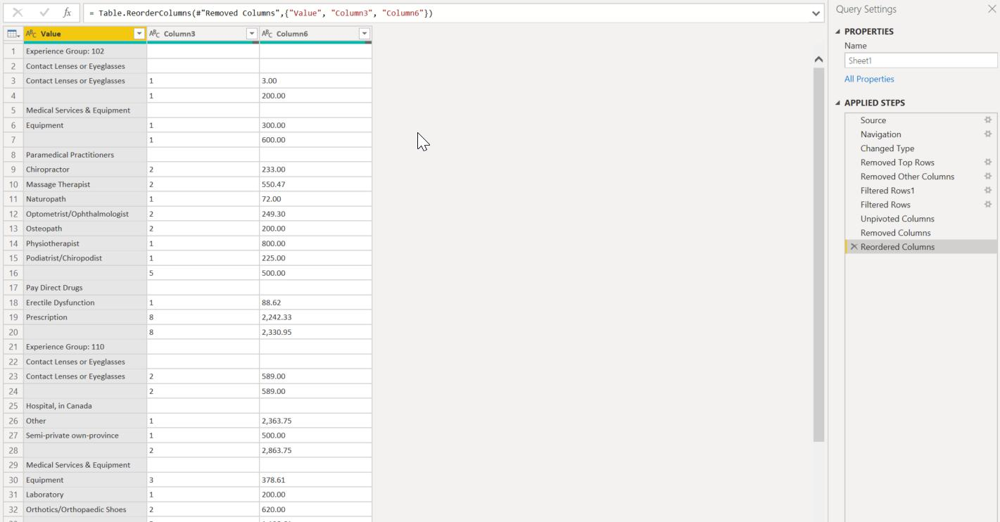 fx = Table.ReorderColumns(#"Removed Columns",{"Value", "Column3", "Column6"})
ABC Value ABC Column3 ABC Column6
1 Experience Group: 102
2 Contact Lenses or Eyeglasses
3 Contact Lenses or Eyeglasses 1 3.00
4 1 200.00
5 Medical Services & Equipment
6 Equipment 1 300.00
7 1 600.00
8 Paramedical Practitioners
9 Chiropractor 2 233.00
10 Massage Therapist 2 550.47
11 Naturopath 1 72.00
12 Optometrist/Ophthalmologist 2 249.30
13 Osteopath 2 200.00
14 Physiotherapist 1 800.00
15 Podiatrist/Chiropodist 1 225.00
16 5 500.00
17 Pay Direct Drugs
18 Erectile Dysfunction 1 88.62
19 Prescription 8 2,242.33
20 8 2,330.95
21 Experience Group: 110
22 Contact Lenses or Eyeglasses
23 Contact Lenses or Eyeglasses 2 589.00
24 2 589.00
25 Hospital, in Canada
26 Other 1 2,363.75
27 Semi-private own-province 1 500.00
28 2 2,863.75
29 Medical Services & Equipment
30 Equipment 3 378.61
31 Laboratory 1 200.00
32 Orthotics/Orthopaedic Shoes 2 620.00
Query Settings
PROPERTIES
Name
Sheet1
All Properties
APPLIED STEPS
Source
Navigation
Changed Type
Removed Top Rows
Removed Other Columns
Filtered Rows1
Filtered Rows
Unpivoted Columns
Removed Columns
Reordered Columns